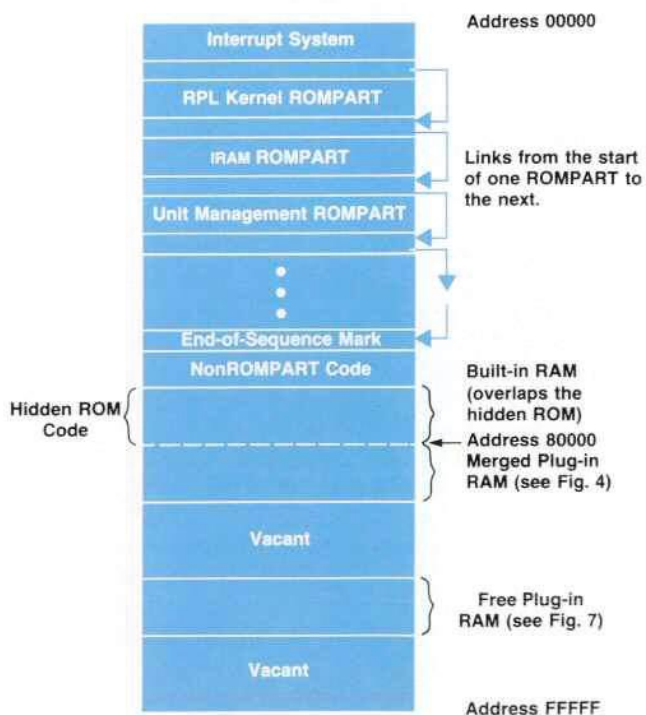 Address 00000
Interrupt System
RPL Kernel ROMPART
IRAM ROMPART
Links from the start
of one ROMPART to
the next.
Unit Management ROMPART
End-of-Sequence Mark
NonROMPART Code
Built-in RAM
(overlaps the
hidden ROM)
Hidden ROM
Code
Address 80000
Merged Plug-in
RAM (see Fig. 4)
Vacant
Free Plug-in
RAM (see Fig. 7)
Vacant
Address FFFFF